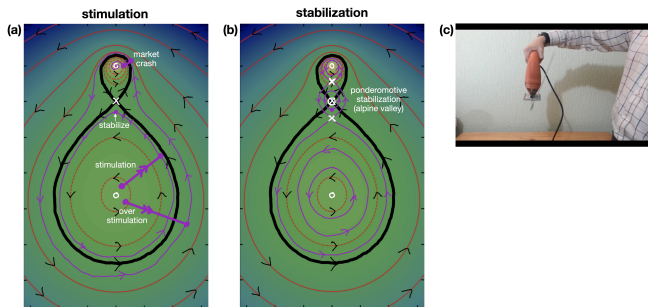 stimulation
stabilization
(a)
(b)
(c)
market
crash
stabilize
stimulation
over
stimulation
ponderomotive
stabilization
(alpine valley)